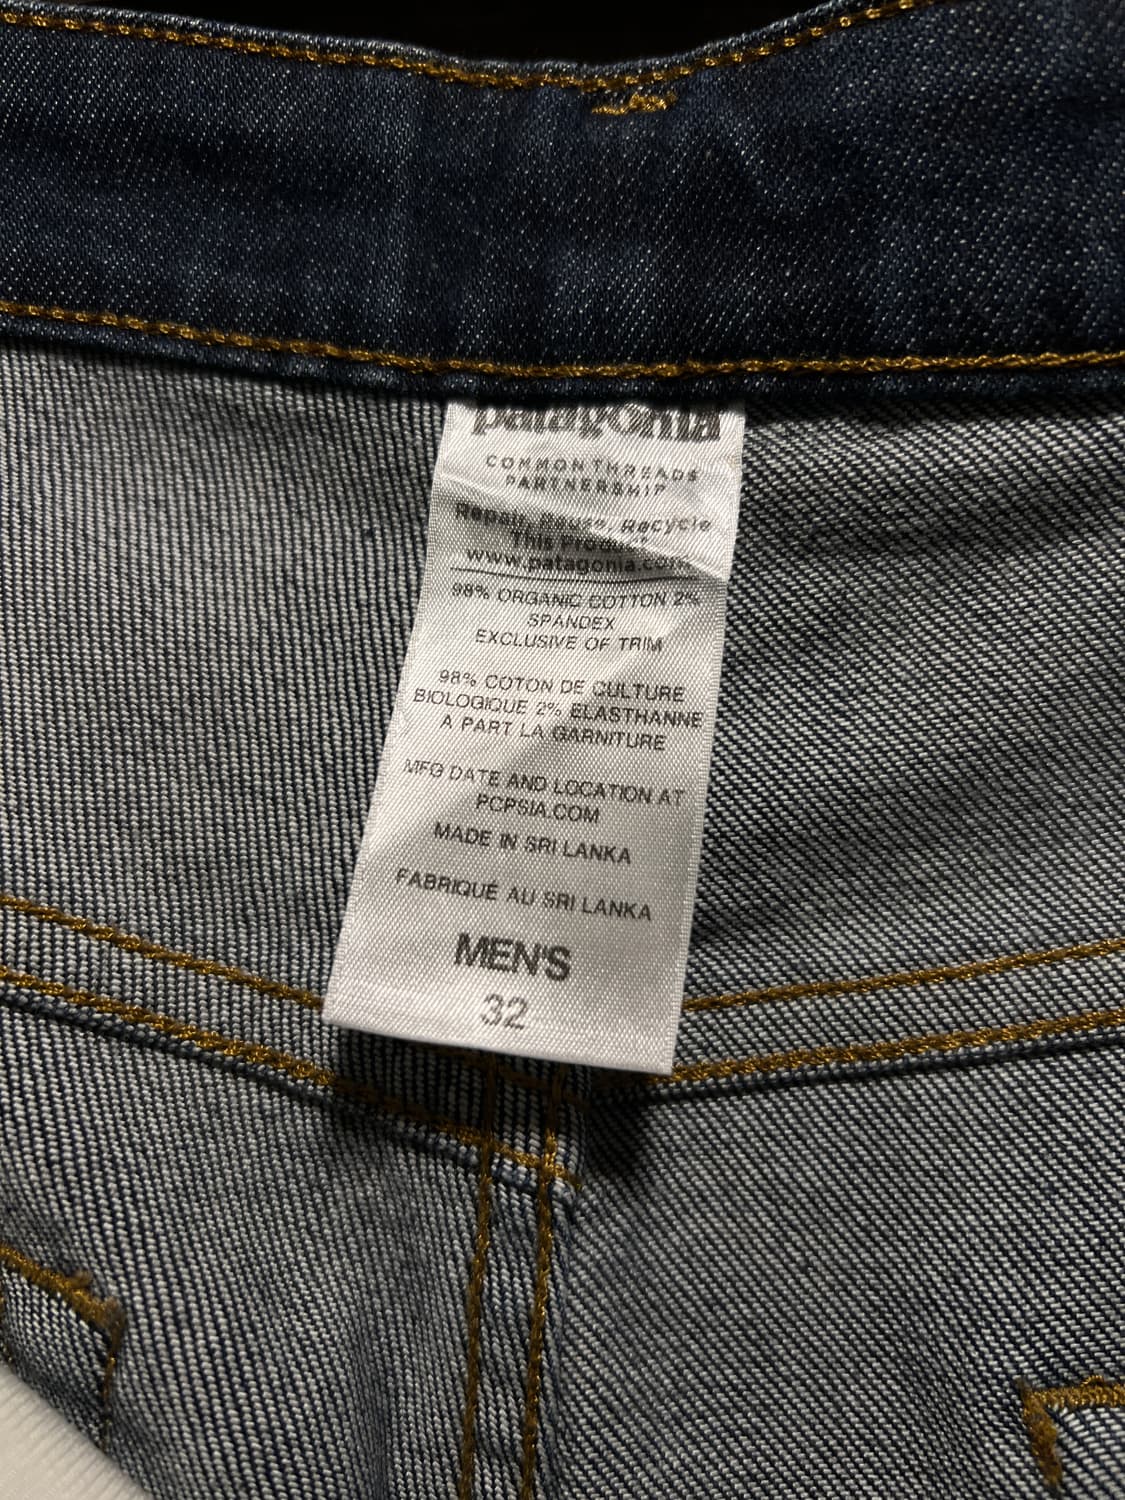 patagonia
COMMON THREADS
PARTNERSHIP
Repair, Reuse, Recycle
This Product
www.patagonia.com
98% ORGANIC COTTON 2%
SPANDEX
EXCLUSIVE OF TRIM
98% COTON DE CULTURE
BIOLOGIQUE 2% ELASTHANNE
A PART LA GARNITURE
MFG DATE AND LOCATION AT
PCPSIA.COM
MADE IN SRI LANKA
FABRIQUÉ AU SRI LANKA
MEN'S
32